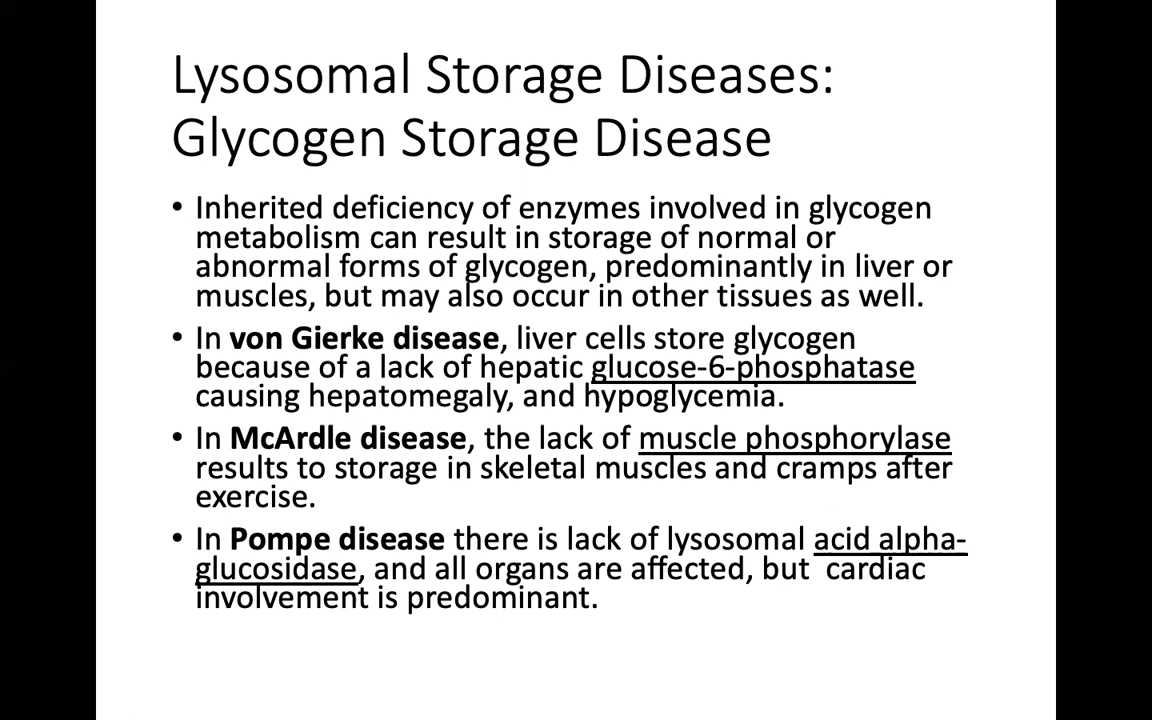 Lysosomal Storage Diseases:
Glycogen Storage Disease
• Inherited deficiency of enzymes involved in glycogen
metabolism can result in storage of normal or
abnormal forms of glycogen, predominantly in liver or
muscles, but may also occur in other tissues as well.
• In von Gierke disease, liver cells store glycogen
because of a lack of hepatic glucose-6-phosphatase
causing hepatomegaly, and hypoglycemia.
• In McArdle disease, the lack of muscle phosphorylase
results to storage in skeletal muscles and cramps after
exercise.
• In Pompe disease there is lack of lysosomal acid alpha-
glucosidase, and all organs are affected, but  cardiac
involvement is predominant.